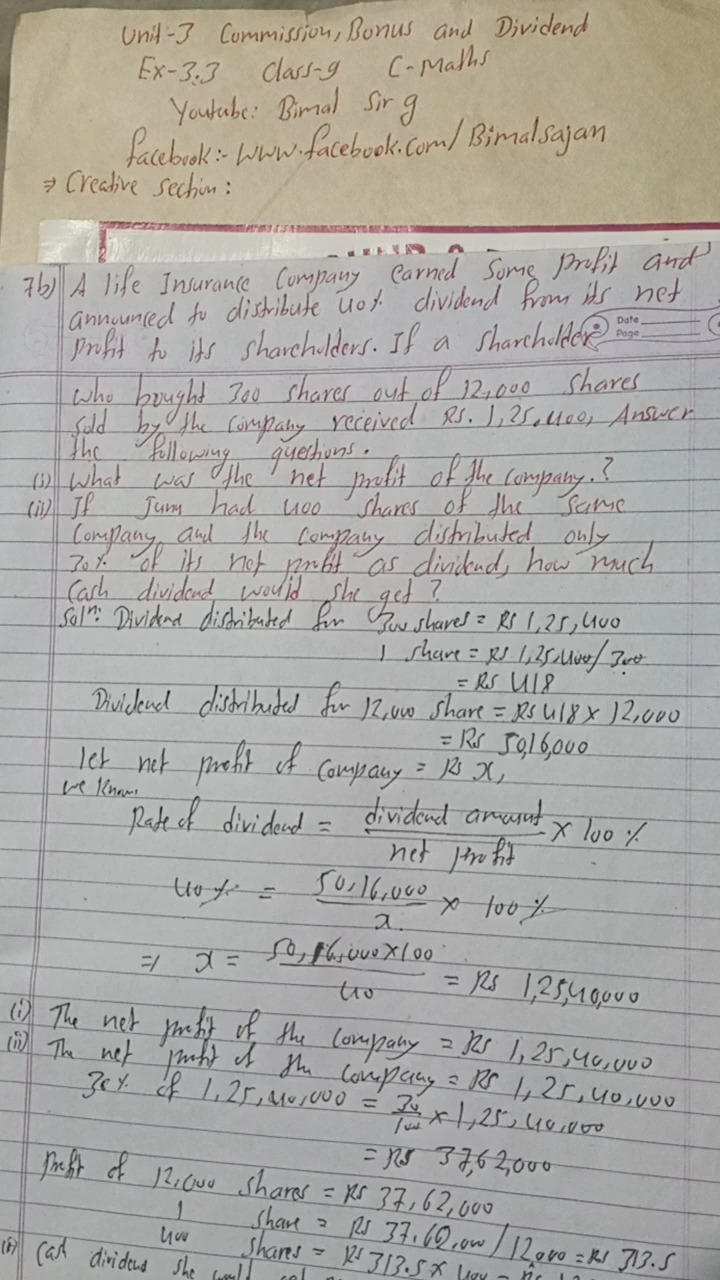 Unit-3 Commission, Bonus and Dividend
Ex-3.3 Class-9 C-Maths
Youtube: Bimal Sir g
facebook:- www.facebook.com/Bimalsajan
⇒ Creative section:
7b) A life Insurance Company earned some profit and
announced to distribute 40% dividend from its net
profit to its shareholders. If a shareholder
Date
Page
who bought 300 shares out of 12,000 shares
sold by the company received Rs. 1,25,400, Answer
the following questions.
(i) What was the net profit of the company.?
(ii) If had 400 shares of the same
company, and the company distributed only
30% of its net profit as dividend, how much
cash dividend would she get?
Solⁿ: Dividend distributed for 300 shares = Rs 1,25,400
1 share = Rs 1,25,400/300
= Rs 418
Dividend distributed for 12,000 share = Rs 418 × 12,000
= Rs 50,16,000
let net profit of company = Rs x,
we know,
Rate of dividend = dividend amount/net profit × 100%
40% = 50,16,000/x × 100%
⇒ x = 50,16,000×100/40 = Rs 1,25,40,000
(i) The net profit of the company = Rs 1,25,40,000
(ii) The net profit of the company = Rs 1,25,40,000
30% of 1,25,40,000 = 30/100 × 1,25,40,000
= Rs 37,62,000
Profit of 12,000 shares = Rs 37,62,000
1 share = Rs 37,62,000/12,000 = Rs 313.5
400 shares = Rs 313.5 × 400
(ii) Cash dividend she